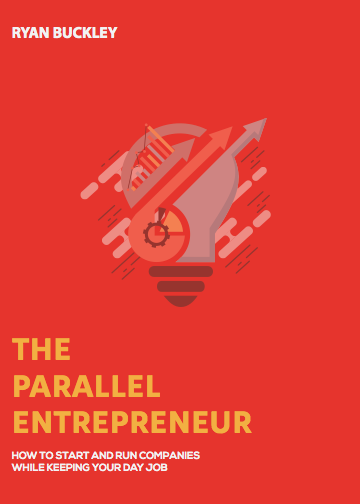 RYAN BUCKLEY
THE
PARALLEL
ENTREPRENEUR
HOW TO START AND RUN COMPANIES
WHILE KEEPING YOUR DAY JOB